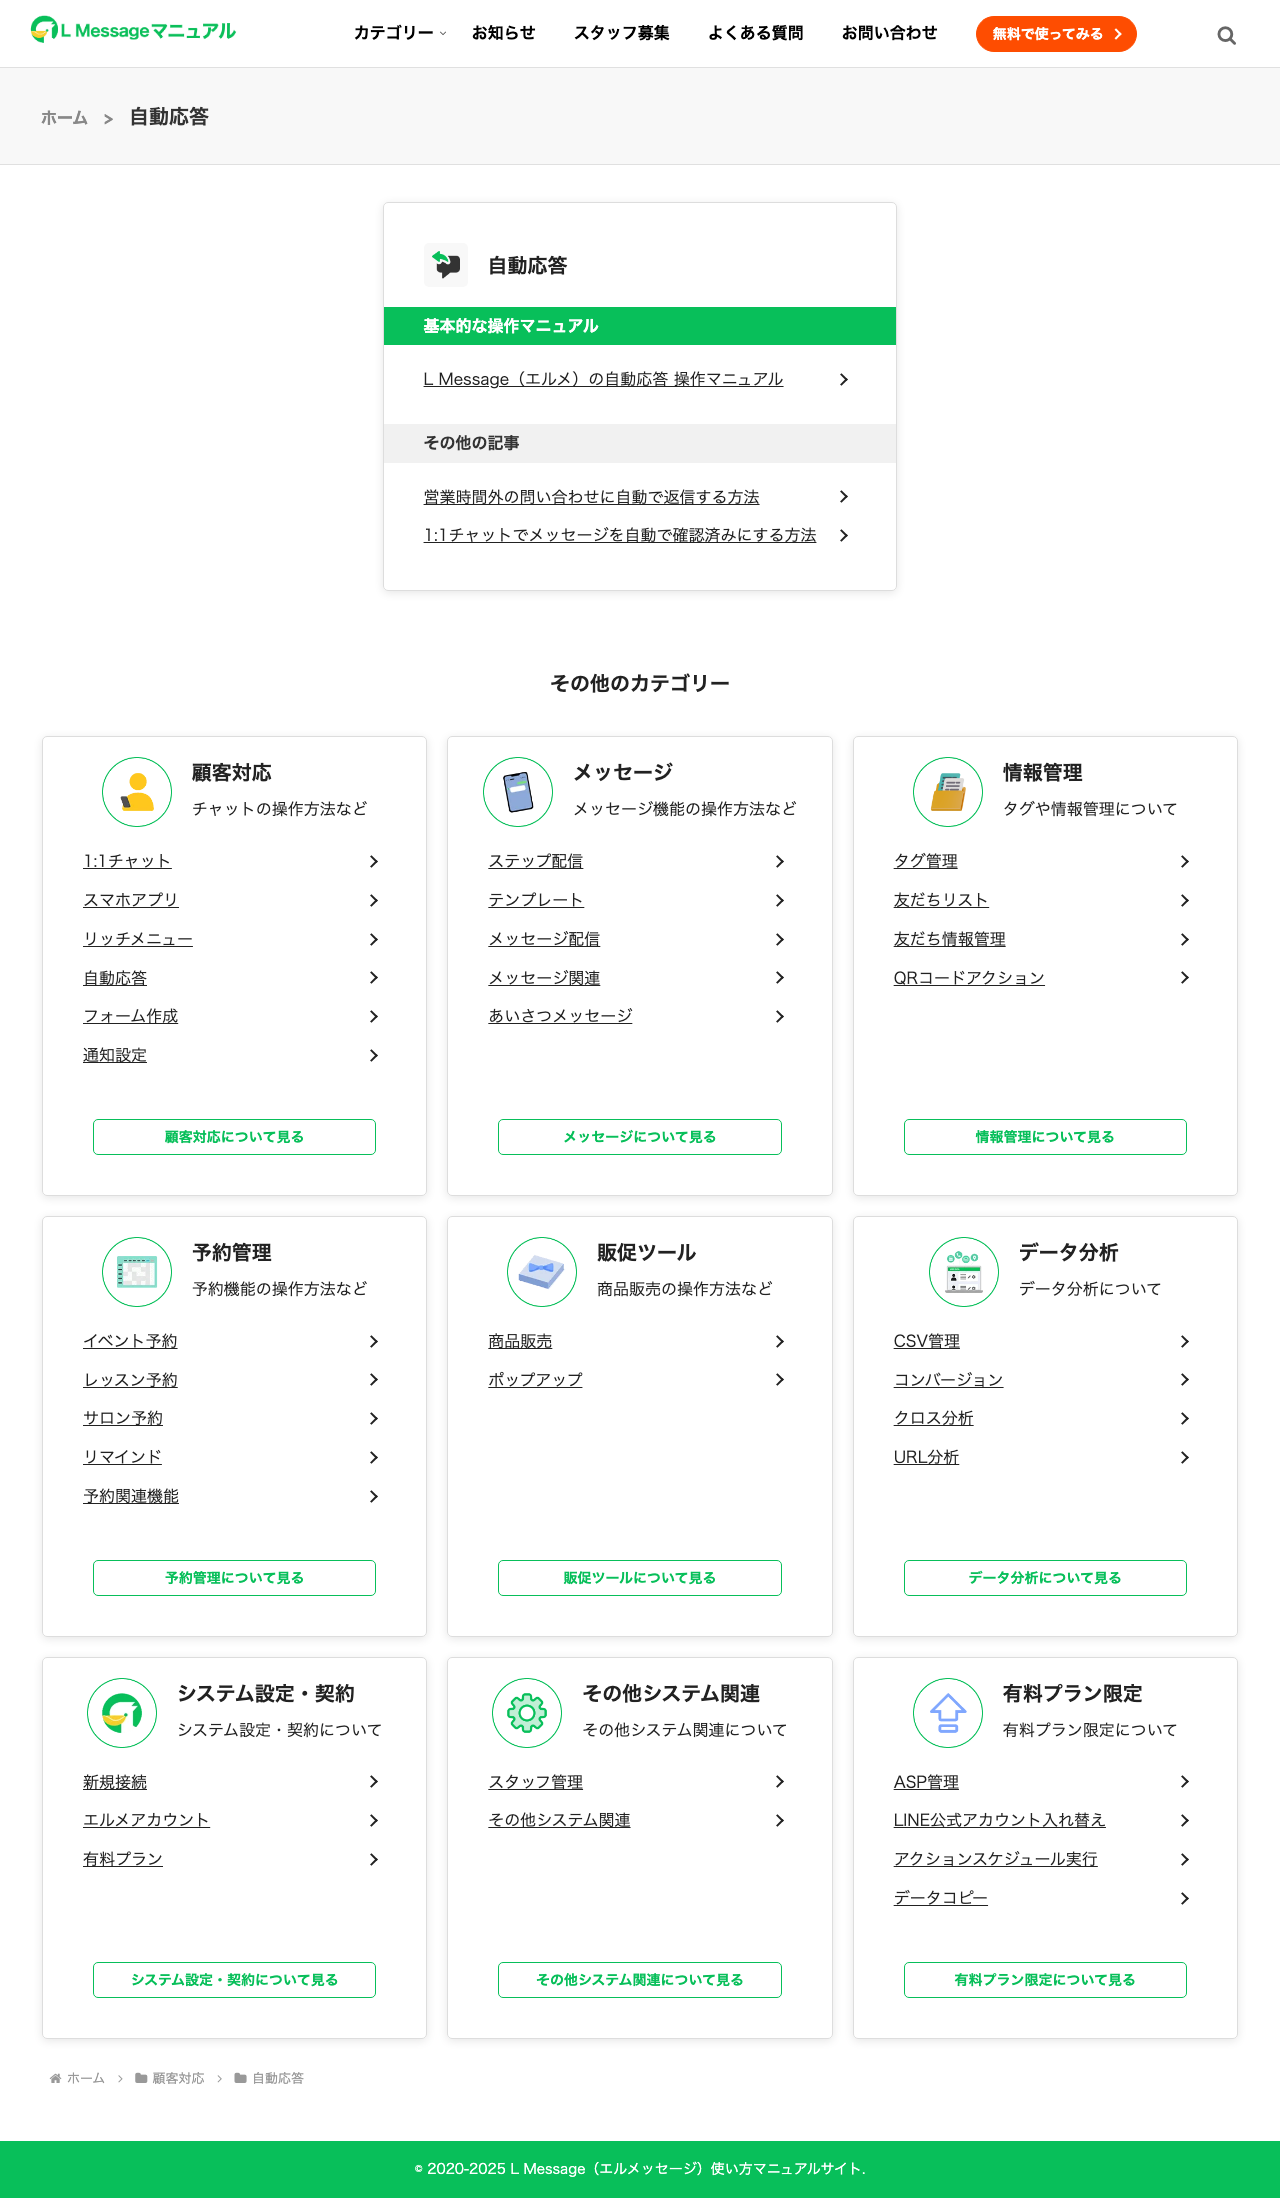 L Messageマニュアル
カテゴリー
お知らせ
スタッフ募集
よくある質問
お問い合わせ
無料で使ってみる
ホーム > 自動応答
自動応答
基本的な操作マニュアル
L Message（エルメ）の自動応答 操作マニュアル
その他の記事
営業時間外の問い合わせに自動で返信する方法
1:1チャットでメッセージを自動で確認済みにする方法
その他のカテゴリー
顧客対応
チャットの操作方法など
1:1チャット
スマホアプリ
リッチメニュー
自動応答
フォーム作成
通知設定
顧客対応について見る
メッセージ
メッセージ機能の操作方法など
ステップ配信
テンプレート
メッセージ配信
メッセージ関連
あいさつメッセージ
メッセージについて見る
情報管理
タグや情報管理について
タグ管理
友だちリスト
友だち情報管理
QRコードアクション
情報管理について見る
予約管理
予約機能の操作方法など
イベント予約
レッスン予約
サロン予約
リマインド
予約関連機能
予約管理について見る
販促ツール
商品販売の操作方法など
商品販売
ポップアップ
販促ツールについて見る
データ分析
データ分析について
CSV管理
コンバージョン
クロス分析
URL分析
データ分析について見る
システム設定・契約
システム設定・契約について
新規接続
エルメアカウント
有料プラン
システム設定・契約について見る
その他システム関連
その他システム関連について
スタッフ管理
その他システム関連
その他システム関連について見る
有料プラン限定
有料プラン限定について
ASP管理
LINE公式アカウント入れ替え
アクションスケジュール実行
データコピー
有料プラン限定について見る
ホーム > 顧客対応 > 自動応答
© 2020-2025 L Message（エルメッセージ）使い方マニュアルサイト.